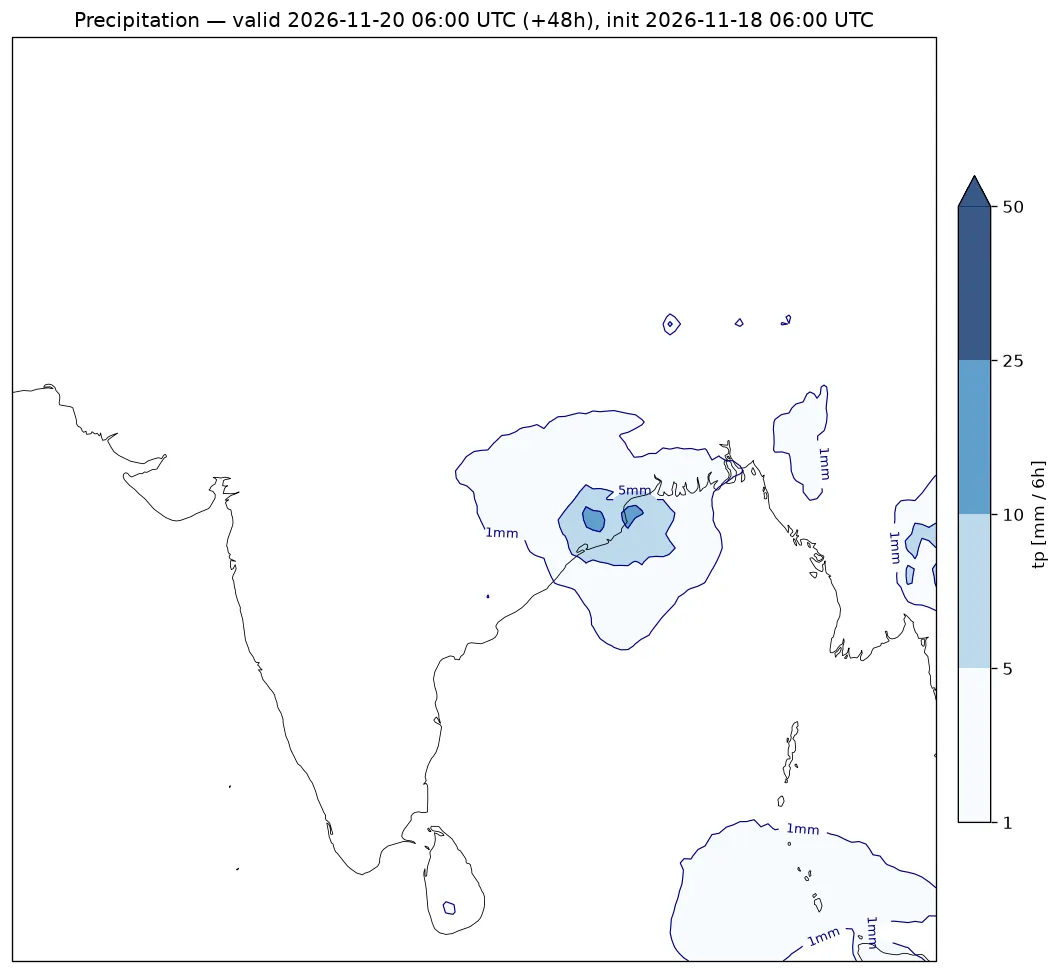 Precipitation — valid 2026-11-20 06:00 UTC (+48h), init 2026-11-18 06:00 UTC
50
25
10
5
1
tp [mm / 6h]
1mm
5mm
1mm
1mm
1mm
1mm
1mm